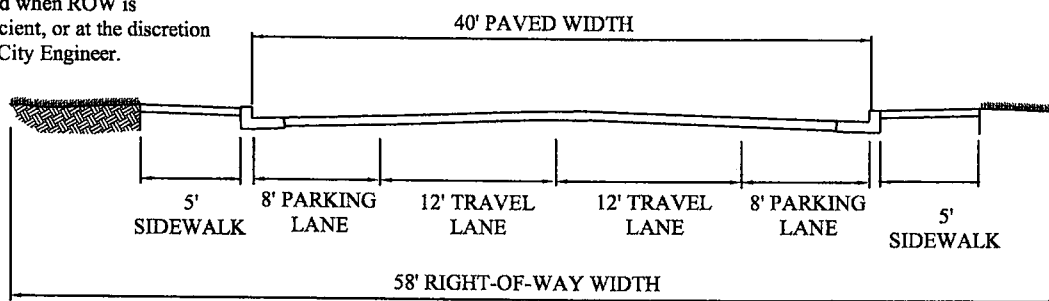 when ROW is
cient, or at the discretion
City Engineer.
40' PAVED WIDTH
5'
SIDEWALK
8' PARKING
LANE
12' TRAVEL
LANE
12' TRAVEL
LANE
8' PARKING
LANE
5'
SIDEWALK
58' RIGHT-OF-WAY WIDTH